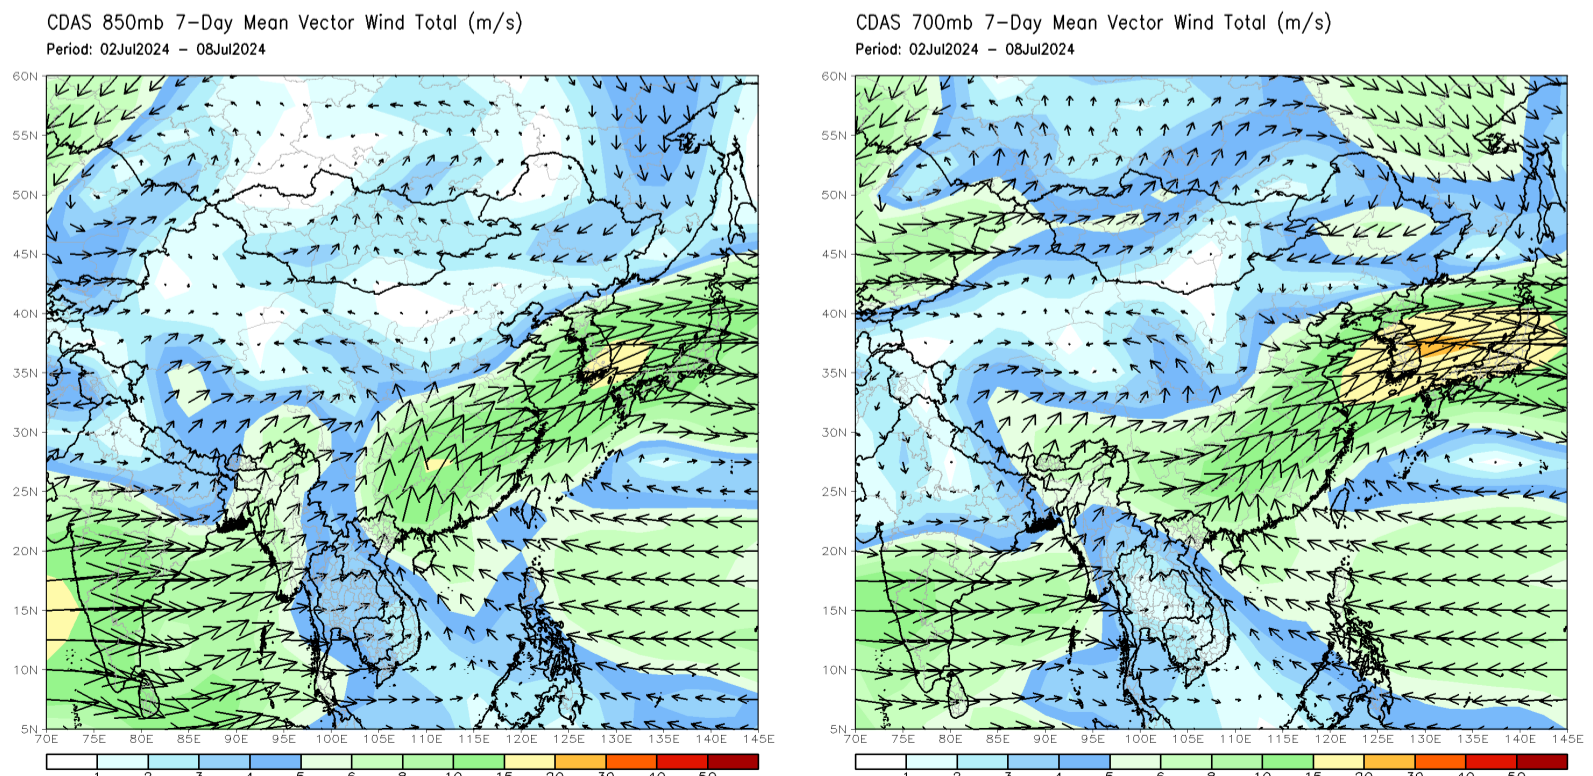 CDAS 850mb 7-Day Mean Vector Wind Total (m/s)
Period: 02Jul2024 - 08Jul2024
60N
55N
50N
45N
40N
35N
30N
25N
20N
15N
10N
5N
70E 75E 80E 85E 90E 95E 100E 105E 110E 115E 120E 125E 130E 135E 140E 145E
1 2 3 4 5 6 8 10 15 20 30 40 50
CDAS 700mb 7-Day Mean Vector Wind Total (m/s)
Period: 02Jul2024 - 08Jul2024
60N
55N
50N
45N
40N
35N
30N
25N
20N
15N
10N
5N
70E 75E 80E 85E 90E 95E 100E 105E 110E 115E 120E 125E 130E 135E 140E 145E
1 2 3 4 5 6 8 10 15 20 30 40 50